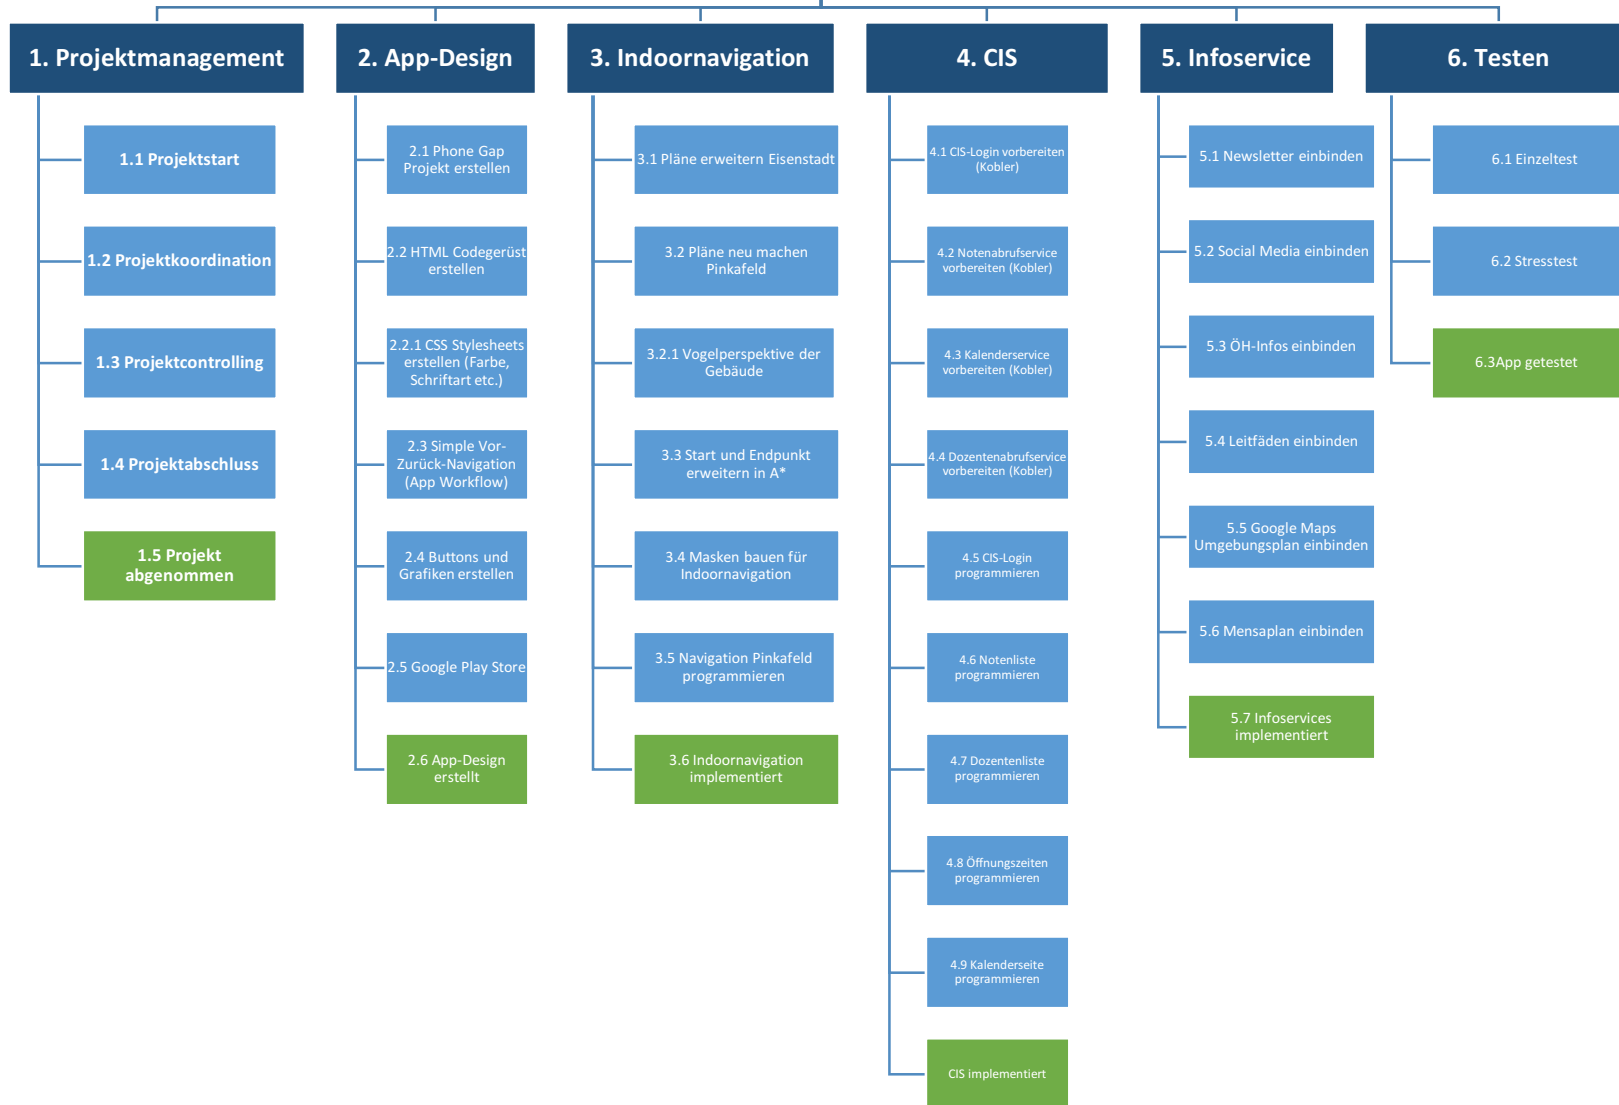 1. Projektmanagement
1.1 Projektstart
1.2 Projektkoordination
1.3 Projektcontrolling
1.4 Projektabschluss
1.5 Projekt
abgenommen
2. App-Design
2.1 Phone Gap
Projekt erstellen
2.2 HTML Codegerüst
erstellen
2.2.1 CSS Stylesheets
erstellen (Farbe,
Schriftart etc.)
2.3 Simple Vor-
Zurück-Navigation
(App Workflow)
2.4 Buttons und
Grafiken erstellen
2.5 Google Play Store
2.6 App-Design
erstellt
3. Indoornavigation
3.1 Pläne erweitern Eisenstadt
3.2 Pläne neu machen
Pinkafeld
3.2.1 Vogelperspektive der
Gebäude
3.3 Start und Endpunkt
erweitern in A*
3.4 Masken bauen für
Indoornavigation
3.5 Navigation Pinkafeld
programmieren
3.6 Indoornavigation
implementiert
4. CIS
4.1 CIS-Login vorbereiten
(Kobler)
4.2 Notenabrufservice
vorbereiten (Kobler)
4.3 Kalenderservice
vorbereiten (Kobler)
4.4 Dozentenabrufservice
vorbereiten (Kobler)
4.5 CIS-Login
programmieren
4.6 Notenliste
programmieren
4.7 Dozentenliste
programmieren
4.8 Öffnungszeiten
programmieren
4.9 Kalenderseite
programmieren
CIS implementiert
5. Infoservice
5.1 Newsletter einbinden
5.2 Social Media einbinden
5.3 ÖH-Infos einbinden
5.4 Leitfäden einbinden
5.5 Google Maps
Umgebungsplan einbinden
5.6 Mensaplan einbinden
5.7 Infoservices
implementiert
6. Testen
6.1 Einzeltest
6.2 Stresstest
6.3App getestet